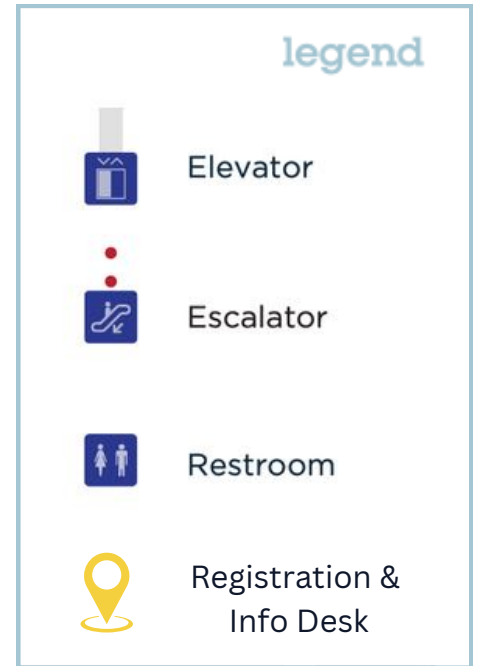 legend
Elevator
Escalator
Restroom
Registration &
Info Desk